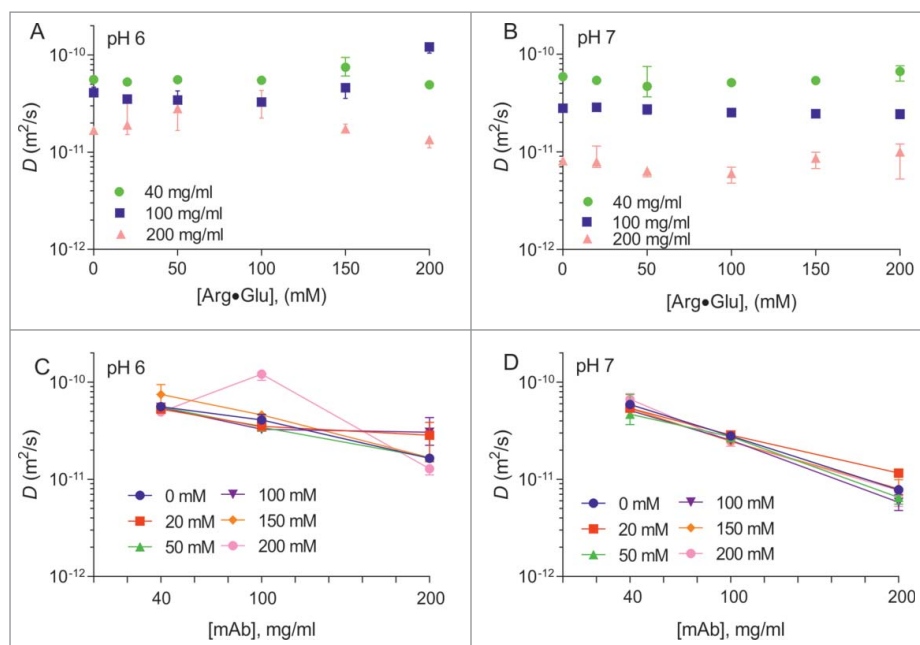 A
pH 6
D (m²/s)
10⁻¹⁰
10⁻¹¹
10⁻¹²
40 mg/ml
100 mg/ml
200 mg/ml
0 50 100 150 200
[Arg•Glu], (mM)
B
pH 7
D (m²/s)
10⁻¹⁰
10⁻¹¹
10⁻¹²
40 mg/ml
100 mg/ml
200 mg/ml
0 50 100 150 200
[Arg•Glu], (mM)
C
pH 6
D (m²/s)
10⁻¹⁰
10⁻¹¹
10⁻¹²
0 mM 100 mM
20 mM 150 mM
50 mM 200 mM
40 100 200
[mAb], mg/ml
D
pH 7
D (m²/s)
10⁻¹⁰
10⁻¹¹
10⁻¹²
0 mM 100 mM
20 mM 150 mM
50 mM 200 mM
40 100 200
[mAb], mg/ml